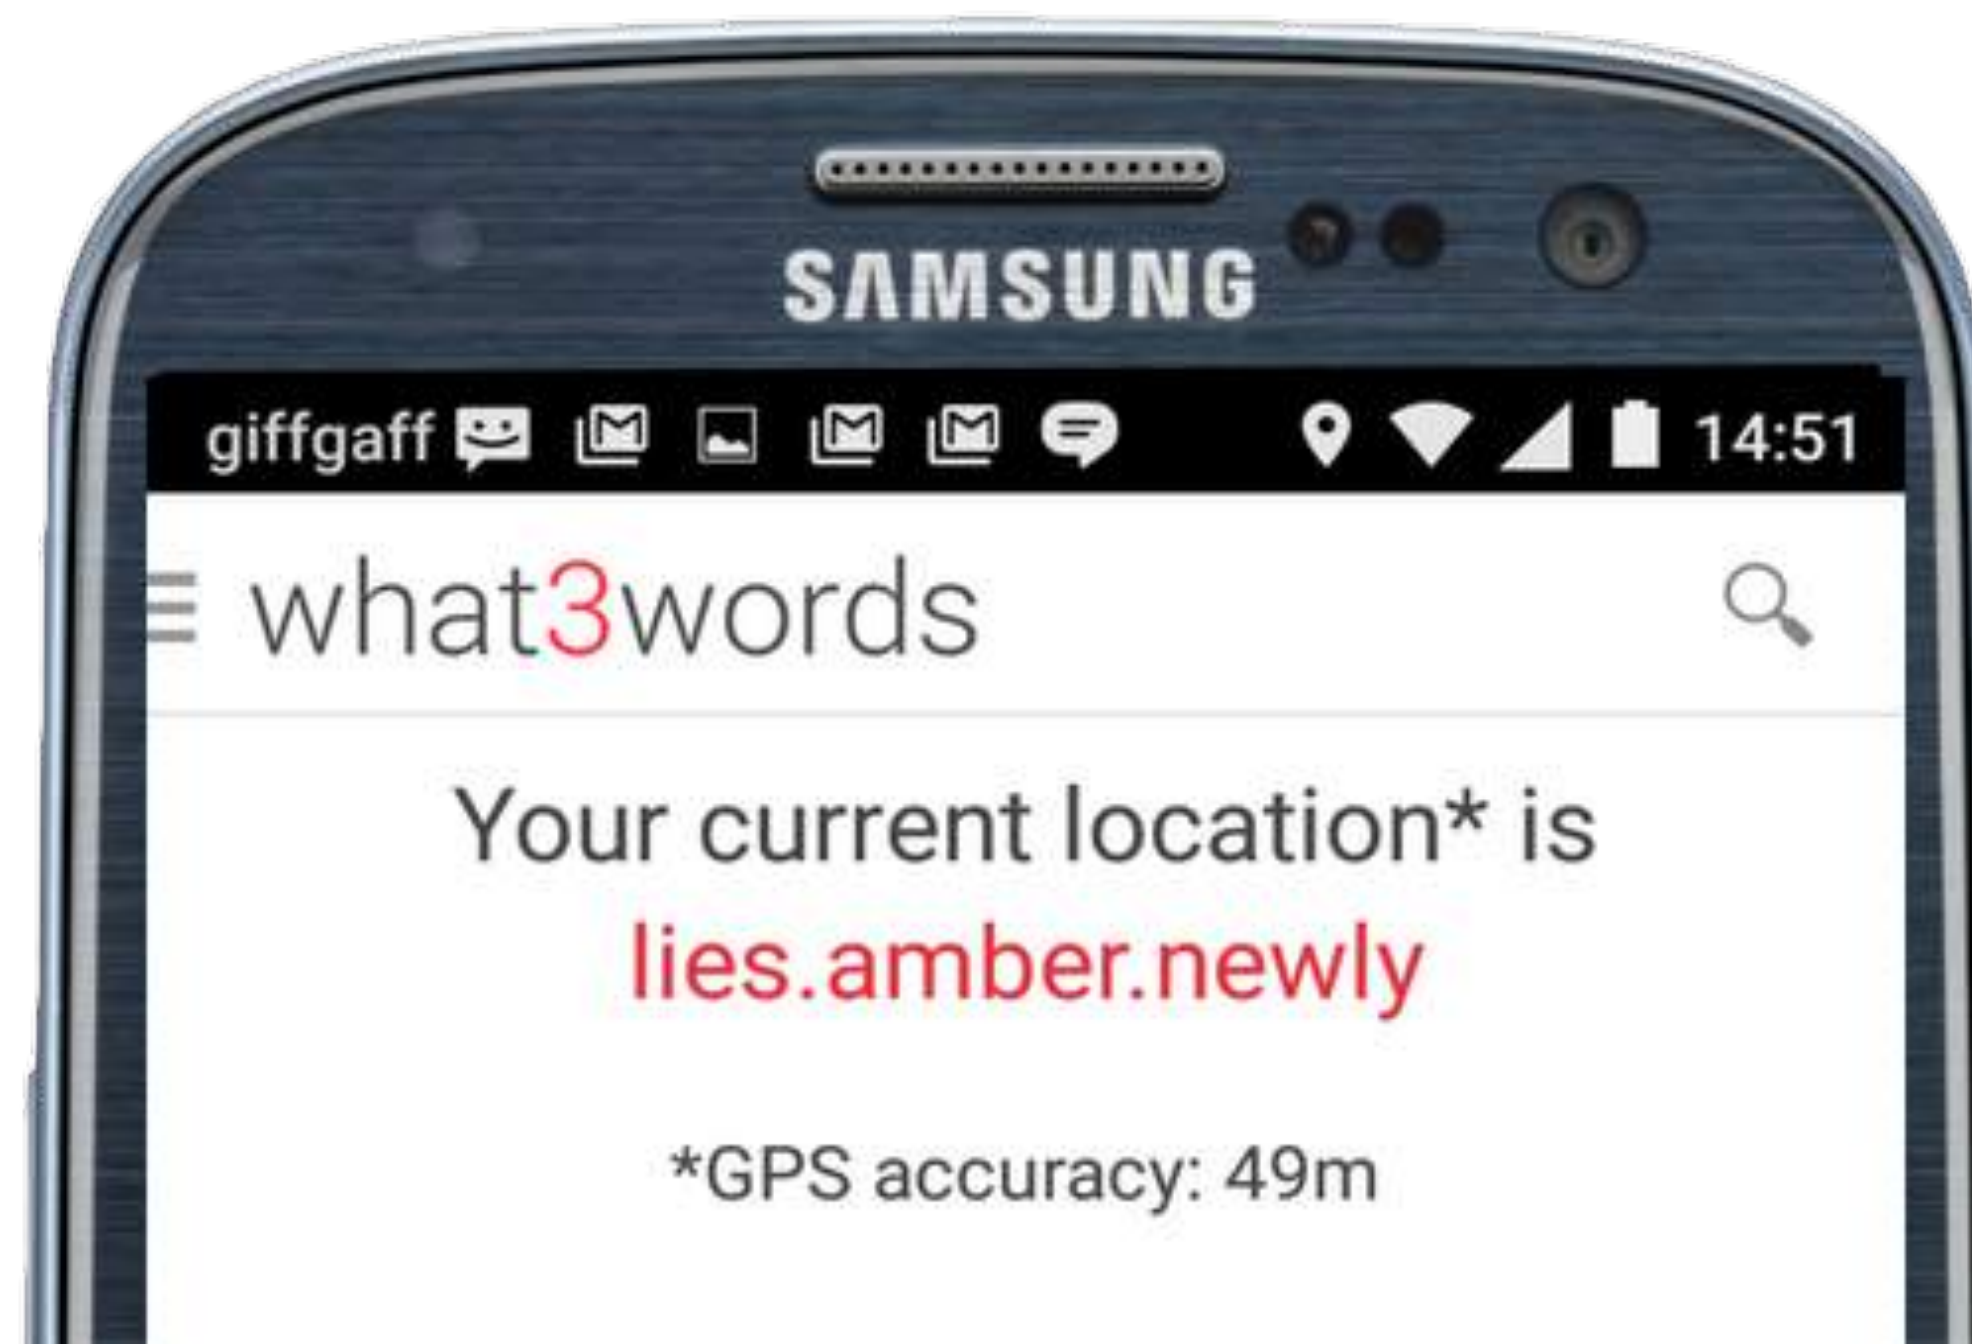 SAMSUNG
giffgaff 14:51
what3words
Your current location* is
lies.amber.newly
*GPS accuracy: 49m